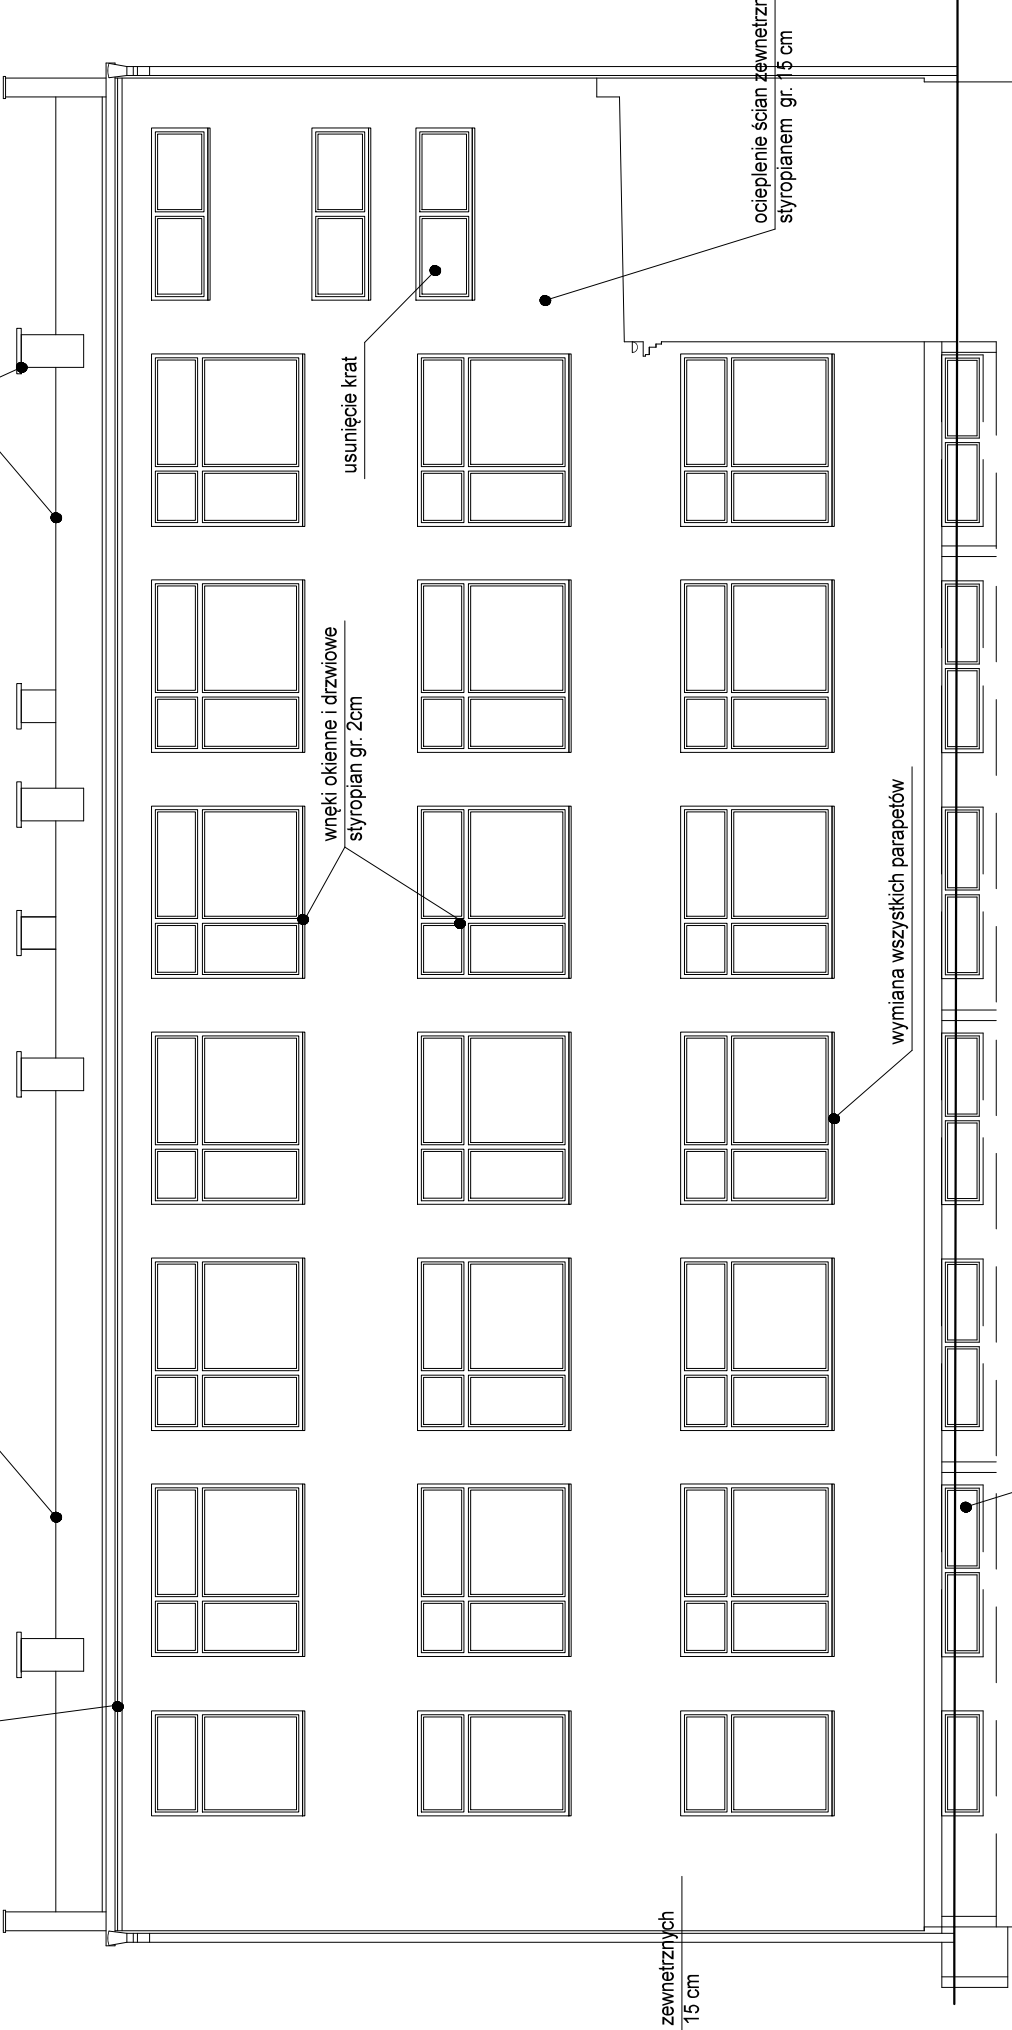 ocieplenie ścian zewnetrzn
styropianem gr. 15 cm
usunięcie krat
wnęki okienne i drzwiowe
styropian gr. 2cm
wymiana wszystkich parapetów
zewnetrznych
15 cm